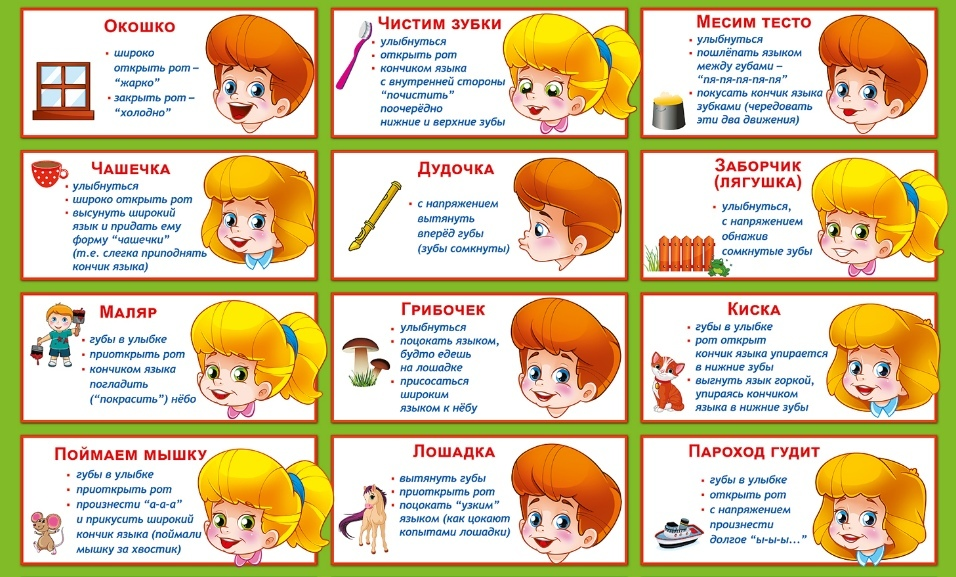 Окошко
• широко
открыть рот –
“жарко”
• закрыть рот –
“холодно”
Чистим зубки
• улыбнуться
• открыть рот
• кончиком языка
с внутренней стороны
“почистить”
поочерёдно
нижние и верхние зубы
Месим тесто
• улыбнуться
• пошлёпать языком
между губами –
“пя-пя-пя-пя-пя”
• покусать кончик языка
зубками (чередовать
эти два движения)
Чашечка
• улыбнуться
• широко открыть рот
• высунуть широкий
язык и придать ему
форму “чашечки”
(т.е. слегка приподнять
кончик языка)
Дудочка
• с напряжением
вытянуть
вперёд губы
(зубы сомкнуты)
Заборчик
(лягушка)
• улыбнуться,
с напряжением
обнажив
сомкнутые зубы
Маляр
• губы в улыбке
• приоткрыть рот
• кончиком языка
погладить
(“покрасить”) нёбо
Грибочек
• улыбнуться
• поцокать языком,
будто едешь
на лошадке
• присосаться
широким
языком к нёбу
Киска
• губы в улыбке
• рот открыт
кончик языка упирается
в нижние зубы
• выгнуть язык горкой,
упираясь кончиком
языка в нижние зубы
Поймаем мышку
• губы в улыбке
• приоткрыть рот
• произнести “а-а-а”
и прикусить широкий
кончик языка (поймали
мышку за хвостик)
Лошадка
• вытянуть губы
• приоткрыть рот
• поцокать “узким”
языком (как цокают
копытами лошадки)
Пароход гудит
• губы в улыбке
• открыть рот
• с напряжением
произнести
долгое “ы-ы-ы...”